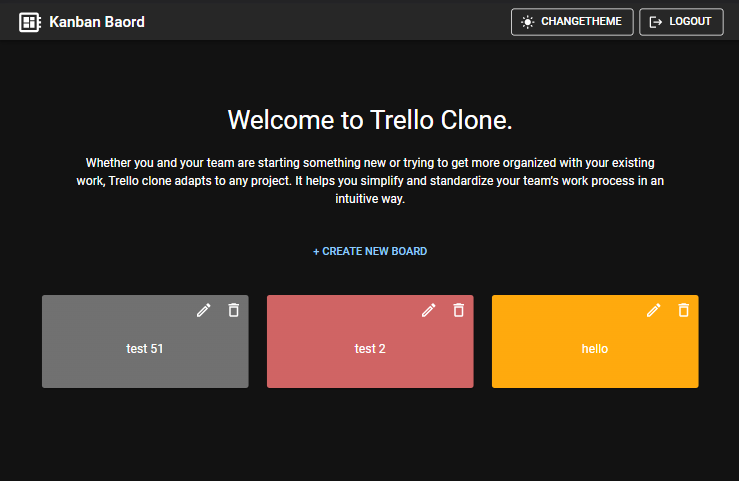 Kanban Baord
CHANGETHEME
LOGOUT
Welcome to Trello Clone.
Whether you and your team are starting something new or trying to get more organized with your existing
work, Trello clone adapts to any project. It helps you simplify and standardize your team’s work process in an
intuitive way.
+ CREATE NEW BOARD
test 51
test 2
hello